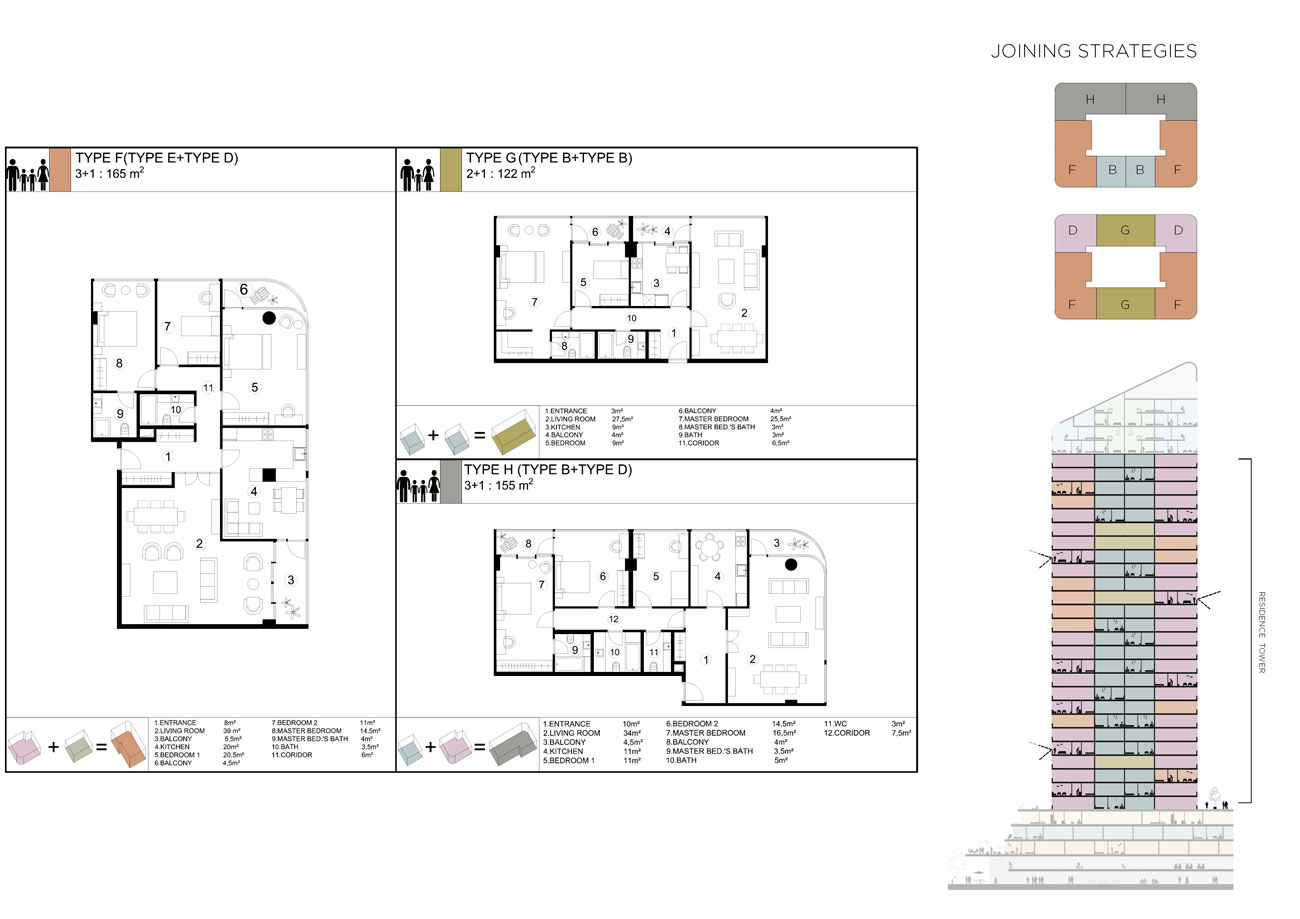 JOINING STRATEGIES
H H
F B B F
D G D
F G F
RESIDENCE TOWER
TYPE F(TYPE E+TYPE D)
3+1 : 165 m²
6
7
8
5
11
9
10
1
4
2
3
+ =
1.ENTRANCE 8m²
2.LIVING ROOM 39 m²
3.BALCONY 5,5m²
4.KITCHEN 20m²
5.BEDROOM 1 20,5m²
6.BALCONY 4,5m²
7.BEDROOM 2 11m²
8.MASTER BEDROOM 14,5m²
9.MASTER BED.'S BATH 4m²
10.BATH 3,5m²
11.CORIDOR 6m²
TYPE G (TYPE B+TYPE B)
2+1 : 122 m²
6 4
5 3
7 2
10
1
8 9
+ =
1.ENTRANCE 3m²
2.LIVING ROOM 27,5m²
3.KITCHEN 9m²
4.BALCONY 4m²
5.BEDROOM 9m²
6.BALCONY 4m²
7.MASTER BEDROOM 25,5m²
8.MASTER BED.'S BATH 3m²
9.BATH 3m²
11.CORIDOR 6,5m²
TYPE H (TYPE B+TYPE D)
3+1 : 155 m²
8 3
7 6 5 4
12
9 10 11 1 2
+ =
1.ENTRANCE 10m²
2.LIVING ROOM 34m²
3.BALCONY 4,5m²
4.KITCHEN 11m²
5.BEDROOM 1 11m²
6.BEDROOM 2 14,5m²
7.MASTER BEDROOM 16,5m²
8.BALCONY 4m²
9.MASTER BED.'S BATH 3,5m²
10.BATH 5m²
11.WC 3m²
12.CORIDOR 7,5m²